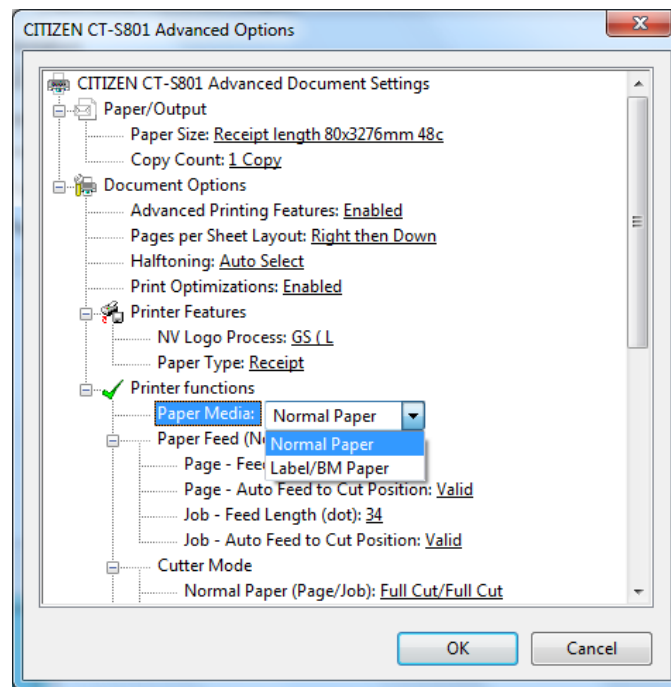 CITIZEN CT-S801 Advanced Options
CITIZEN CT-S801 Advanced Document Settings
Paper/Output
Paper Size: Receipt length 80x3276mm 48c
Copy Count: 1 Copy
Document Options
Advanced Printing Features: Enabled
Pages per Sheet Layout: Right then Down
Halftoning: Auto Select
Print Optimizations: Enabled
Printer Features
NV Logo Process: GS ( L
Paper Type: Receipt
Printer functions
Paper Media: Normal Paper
Paper Feed (N
Normal Paper
Page - Fee
Label/BM Paper
Page - Auto Feed to Cut Position: Valid
Job - Feed Length (dot): 34
Job - Auto Feed to Cut Position: Valid
Cutter Mode
Normal Paper (Page/Job): Full Cut/Full Cut
OK Cancel